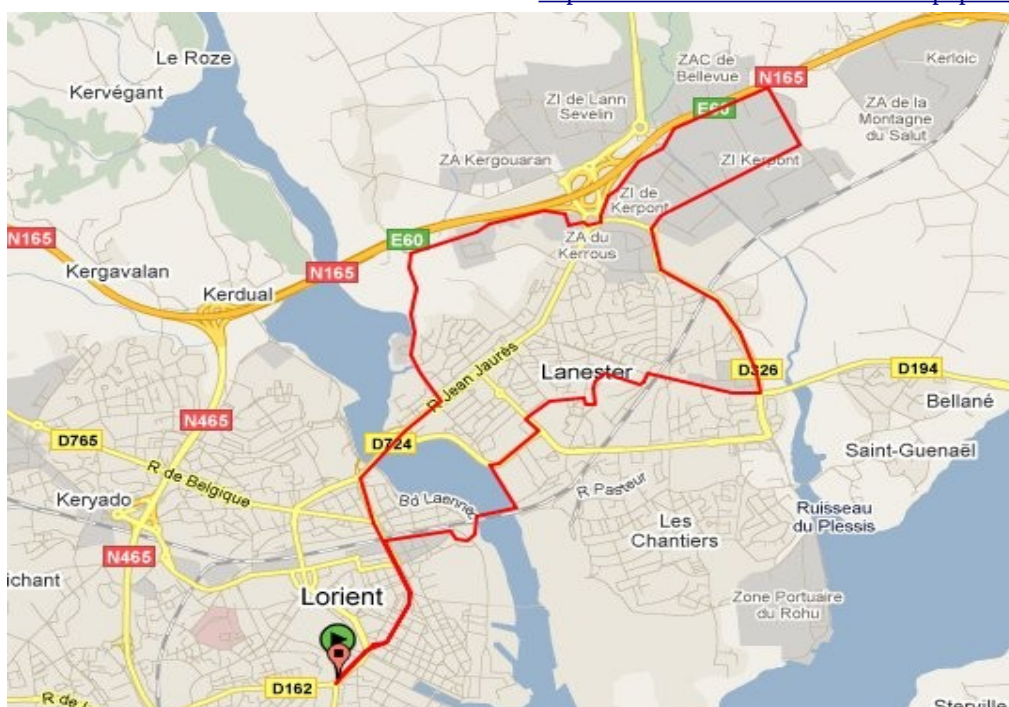 Le Roze
Kervégant
ZAC de
Bellevue
N165
Kerloic
ZI de Lann
Sevelin
E60
ZA de la
Montagne
du Salut
ZA Kergouaran
ZI Kerpont
ZI de
Kerpont
N165
E60
ZA du
Kerrous
Kergavalan
N165
Kerdual
R Jean Jaurés
Lanester
D326
D194
N465
Bellané
D765
D724
Saint-Guenaël
R de Belgique
Keryado
Bd Laennec
R Pasteur
Les
Chantiers
Ruisseau
du Plessis
N465
ichant
Lorient
Zone Portuaire
du Rohu
D162
R de
Sterville